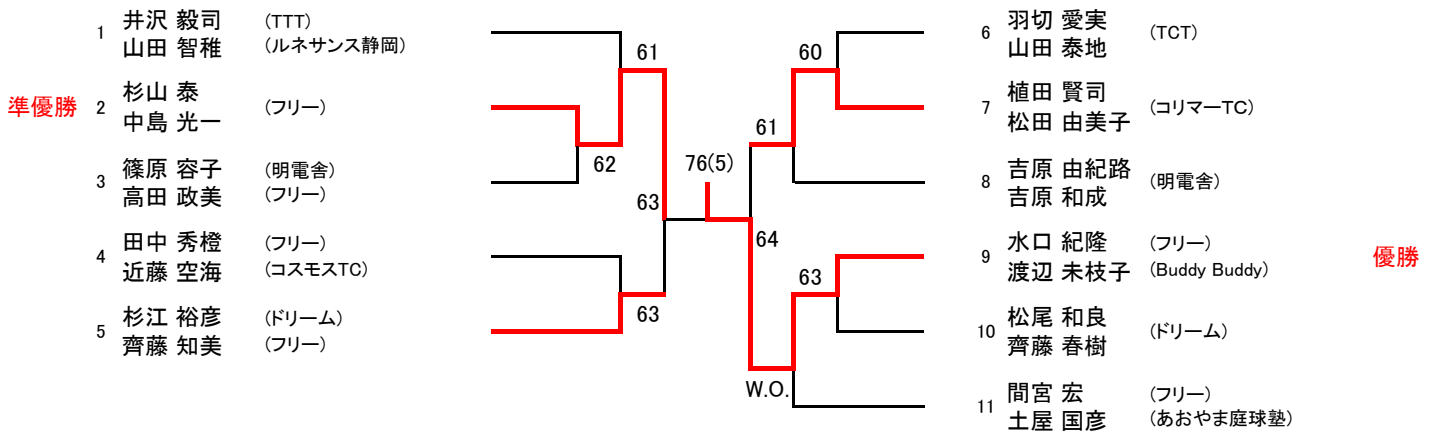 1 井沢 毅司 (TTT)
山田 智稚 (ルネサンス静岡)
準優勝 2 杉山 泰 (フリー)
中島 光一
3 篠原 容子 (明電舎)
高田 政美 (フリー)
4 田中 秀橙 (フリー)
近藤 空海 (コスモスTC)
5 杉江 裕彦 (ドリーム)
齊藤 知美 (フリー)
61
62
63
63
76(5)
60
61
64
63
W.O.
6 羽切 愛実 (TCT)
山田 泰地
7 植田 賢司 (コリマーTC)
松田 由美子
8 吉原 由紀路 (明電舎)
吉原 和成
9 水口 紀隆 (フリー) 優勝
渡辺 未枝子 (Buddy Buddy)
10 松尾 和良 (ドリーム)
齊藤 春樹
11 間宮 宏 (フリー)
土屋 国彦 (あおやま庭球塾)